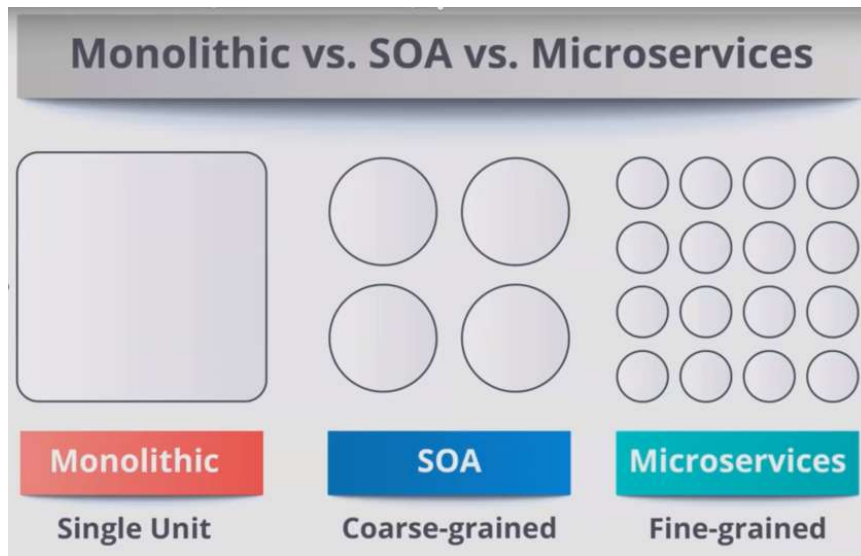 Monolithic vs. SOA vs. Microservices
Monolithic
SOA
Microservices
Single Unit
Coarse-grained
Fine-grained